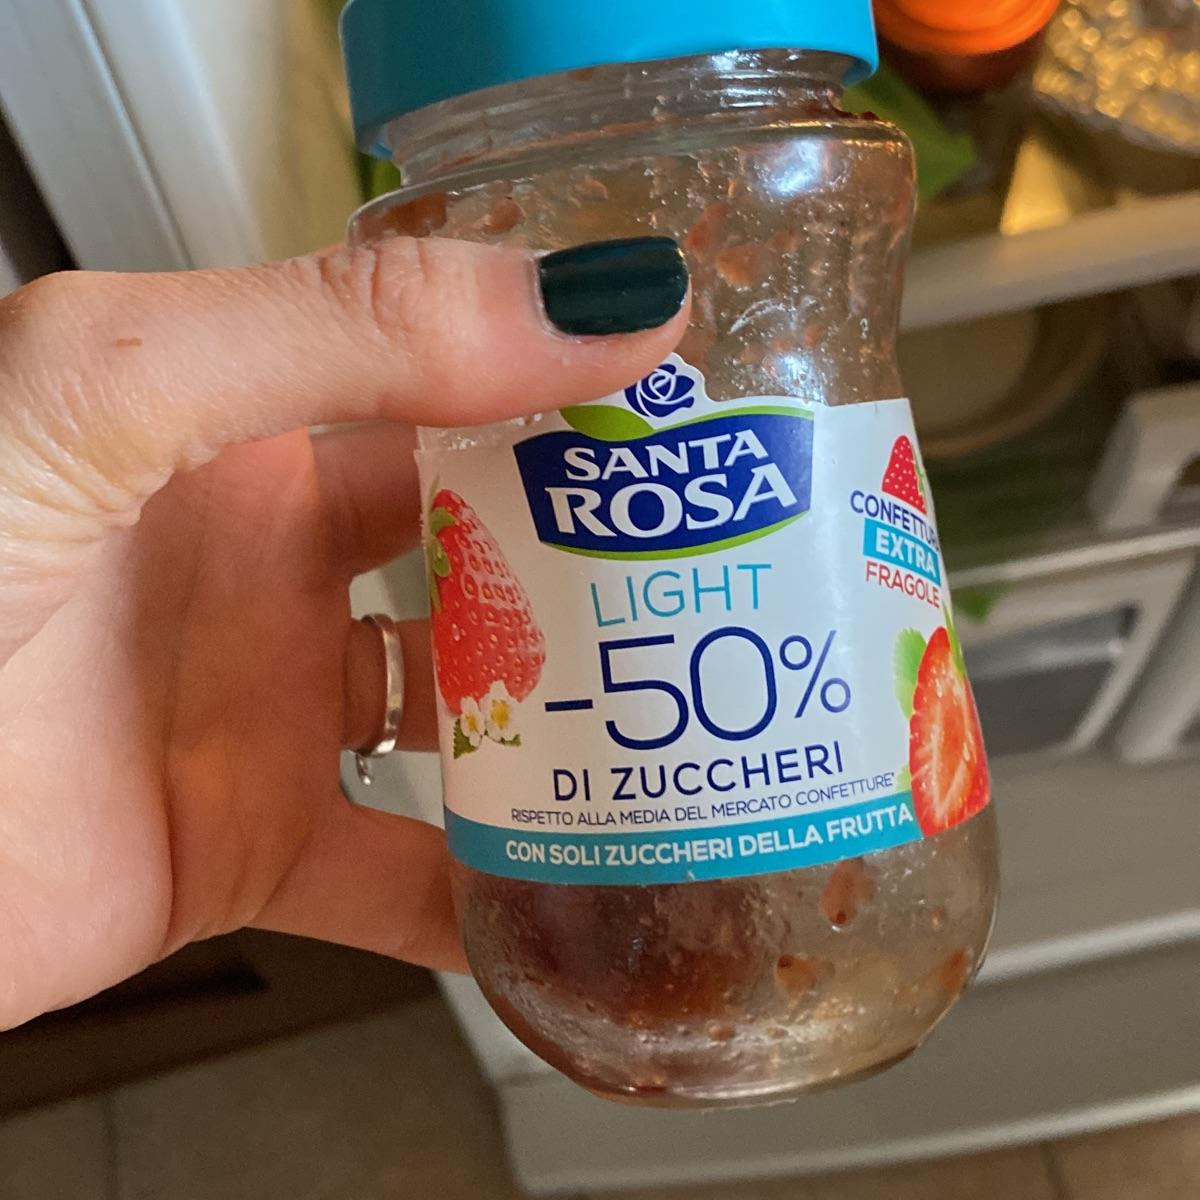 SANTA
ROSA
LIGHT
-50%
DI ZUCCHERI
RISPETTO ALLA MEDIA DEL MERCATO CONFETTURE*
CON SOLI ZUCCHERI DELLA FRUTTA
CONFETTURA
EXTRA
FRAGOLE